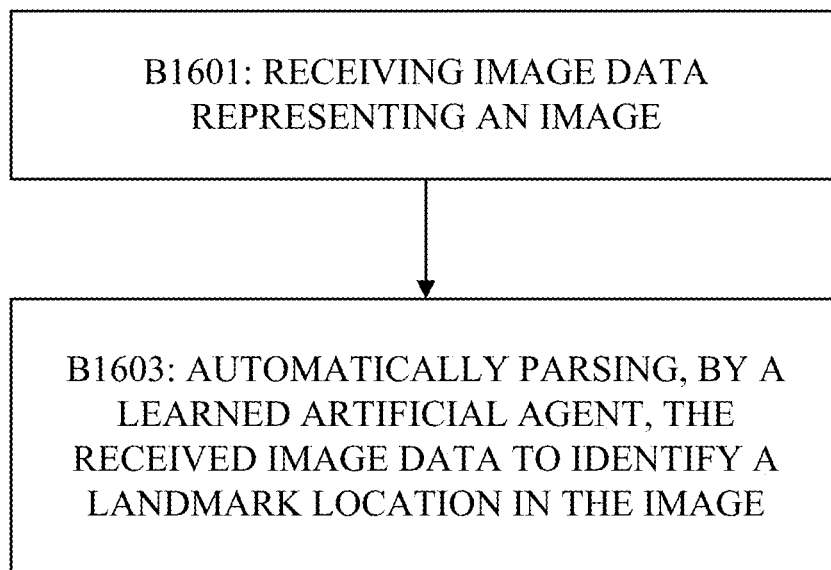 B1601: RECEIVING IMAGE DATA
REPRESENTING AN IMAGE
B1603: AUTOMATICALLY PARSING, BY A
LEARNED ARTIFICIAL AGENT, THE
RECEIVED IMAGE DATA TO IDENTIFY A
LANDMARK LOCATION IN THE IMAGE